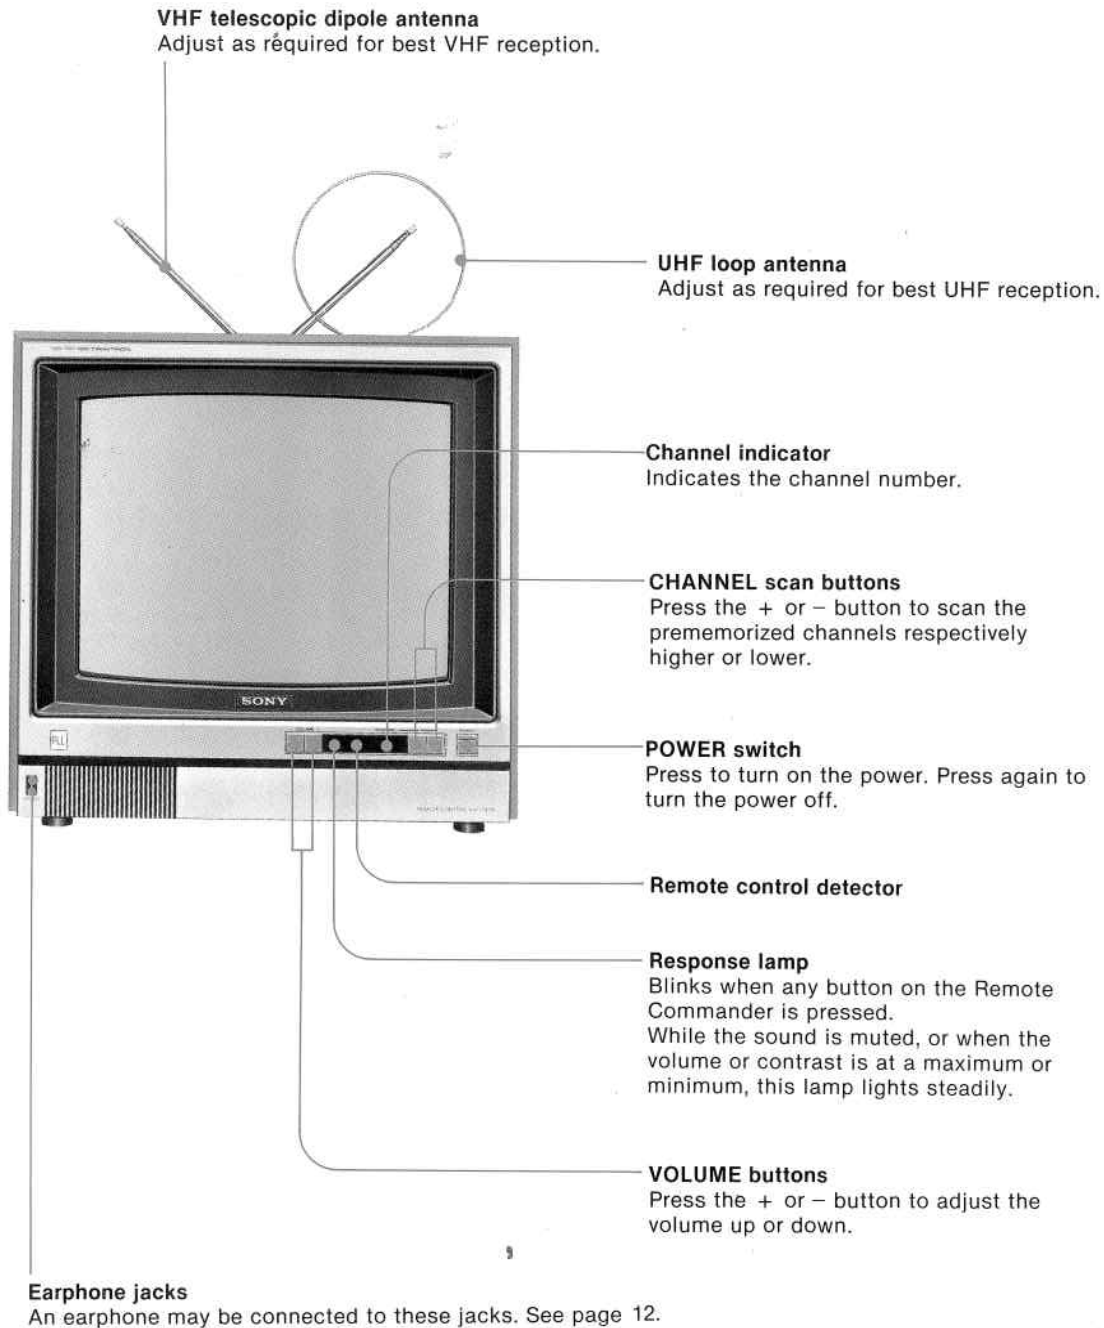 VHF telescopic dipole antenna
Adjust as required for best VHF reception.
UHF loop antenna
Adjust as required for best UHF reception.
Channel indicator
Indicates the channel number.
CHANNEL scan buttons
Press the + or – button to scan the
prememorized channels respectively
higher or lower.
SONY
PLL
POWER switch
Press to turn on the power. Press again to
turn the power off.
Remote control detector
Response lamp
Blinks when any button on the Remote
Commander is pressed.
While the sound is muted, or when the
volume or contrast is at a maximum or
minimum, this lamp lights steadily.
VOLUME buttons
Press the + or – button to adjust the
volume up or down.
Earphone jacks
An earphone may be connected to these jacks. See page 12.